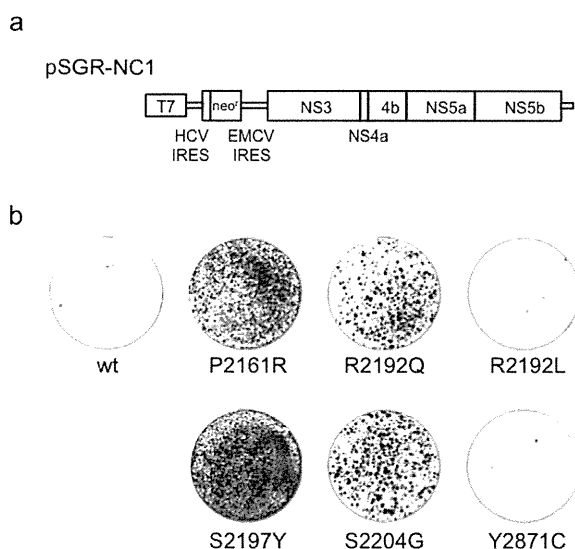 a
pSGR-NC1
T7 neoʳ NS3 4b NS5a NS5b
HCV EMCV NS4a
IRES IRES
b
wt P2161R R2192Q R2192L
S2197Y S2204G Y2871C